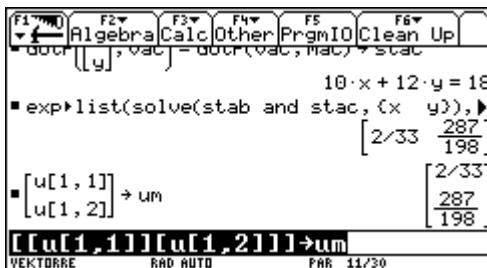 F1 F2 F3 F4 F5 F6
Algebra Calc Other PrgmIO Clean Up
[y]
10·x + 12·y = 18
exp▸list(solve(stab and stac, {x y}),▶
[2/33 287/198]
[u[1,1]]
[u[1,2]] → um
[2/33]
[287/198]
[[u[1,1]][u[1,2]]]→um
VEKTORRE RAD AUTO PAR 11/30